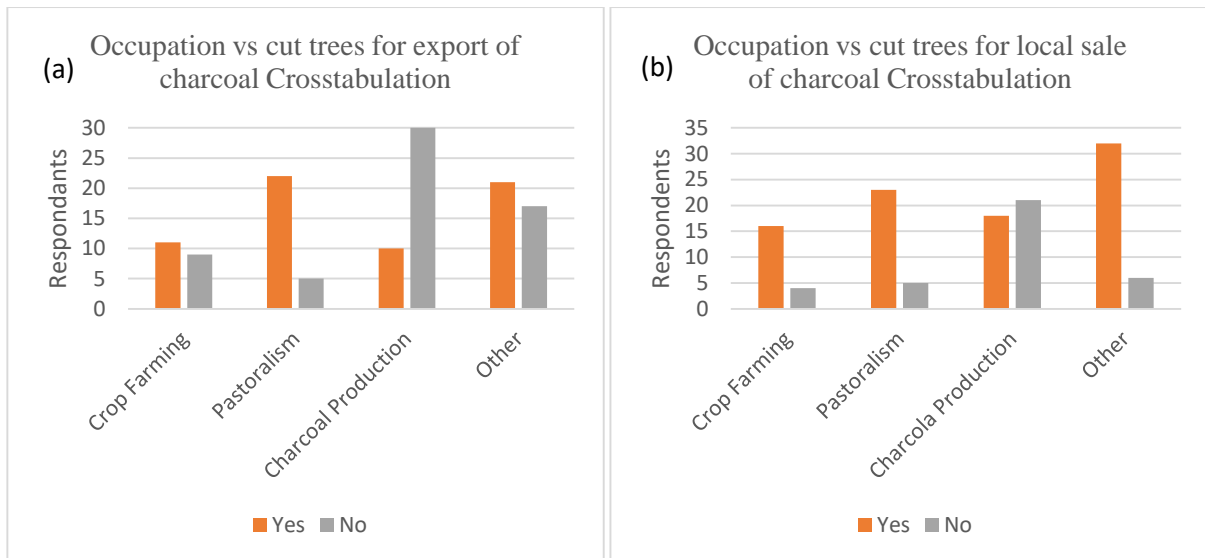 (a)
Occupation vs cut trees for export of
charcoal Crosstabulation
Respondants
30
25
20
15
10
5
0
Crop Farming
Pastoralism
Charcoal Production
Other
Yes
No
(b)
Occupation vs cut trees for local sale
of charcoal Crosstabulation
Respondents
35
30
25
20
15
10
5
0
Crop Farming
Pastoralism
Charcola Production
Other
Yes
No